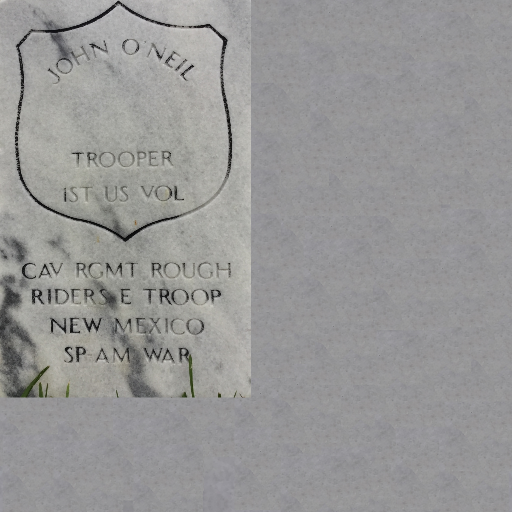 JOHN O'NEIL
TROOPER
1ST US VOL
CAV RGMT ROUGH
RIDERS E TROOP
NEW MEXICO
SP-AM WAR